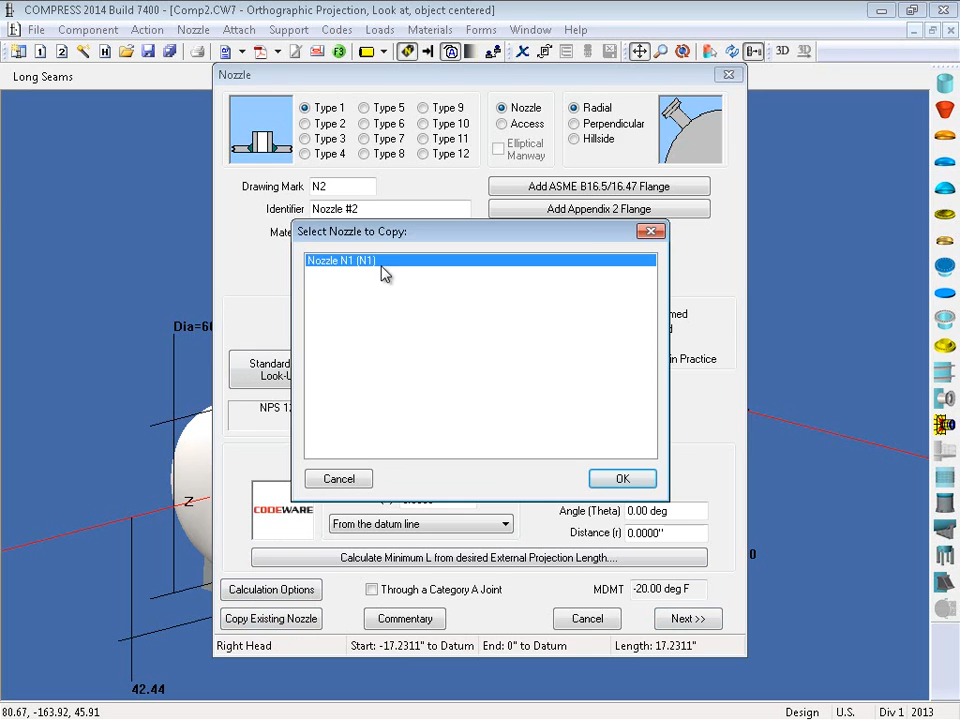 COMPRESS 2014 Build 7400 - [Comp2.CW7 - Orthographic Projection, Look at, object centered]
File Component Action Nozzle Attach Support Codes Loads Materials Forms Window Help
3D 3D
Long Seams
Nozzle
Type 1 Type 5 Type 9 Nozzle Radial
Type 2 Type 6 Type 10 Access Perpendicular
Type 3 Type 7 Type 11 Elliptical Manway Hillside
Type 4 Type 8 Type 12
Drawing Mark N2 Add ASME B16.5/16.47 Flange
Identifier Nozzle #2 Add Appendix 2 Flange
Select Nozzle to Copy:
Nozzle N1 (N1)
Cancel OK
Standard
Look-U
NPS 12
Dia=60
in Practice
Z
CODEWARE
From the datum line
Angle (Theta) 0.00 deg
Distance (r) 0.0000"
Calculate Minimum L from desired External Projection Length....
Calculation Options Through a Category A Joint MDMT -20.00 deg F
Copy Existing Nozzle Commentary Cancel Next >>
Right Head Start: -17.2311" to Datum End: 0" to Datum Length: 17.2311"
42.44
80.67, -163.92, 45.91 Design U.S. Div 1 2013